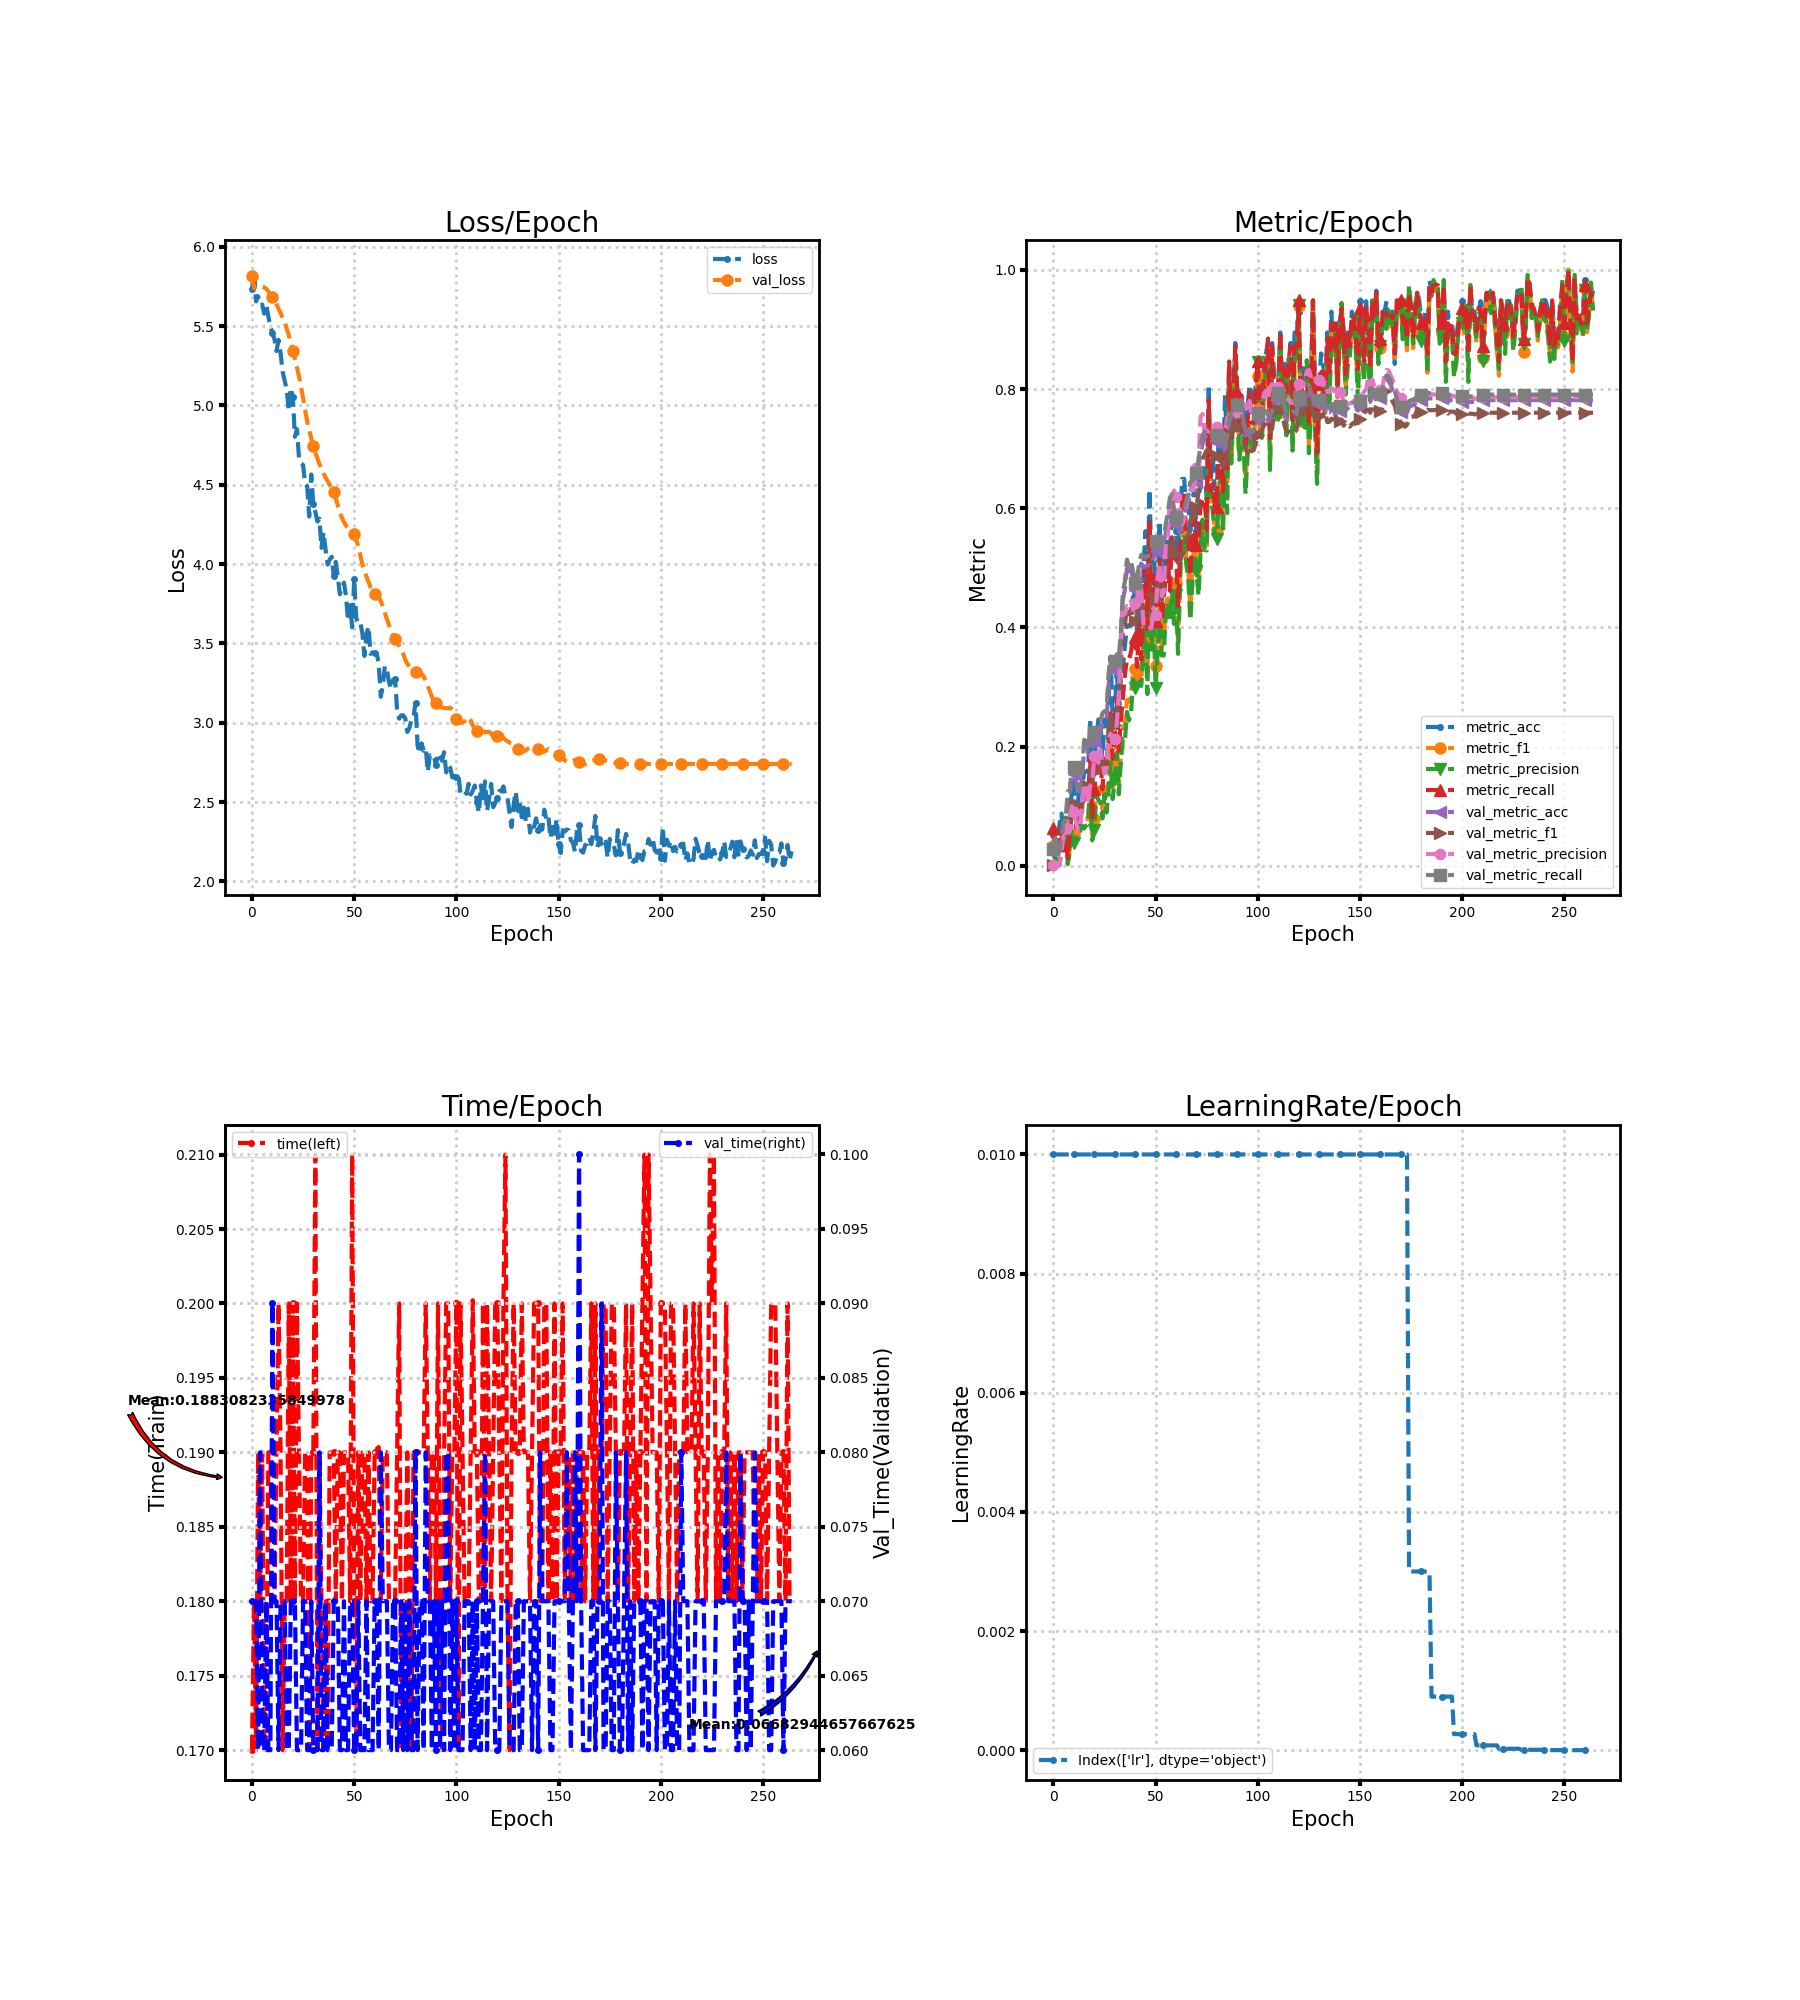 Loss/Epoch
6.0
5.5
5.0
4.5
4.0
3.5
3.0
2.5
2.0
Loss
0 50 100 150 200 250
Epoch
loss
val_loss
Metric/Epoch
1.0
0.8
0.6
0.4
0.2
0.0
Metric
0 50 100 150 200 250
Epoch
metric_acc
metric_f1
metric_precision
metric_recall
val_metric_acc
val_metric_f1
val_metric_precision
val_metric_recall
Time/Epoch
time(left)
val_time(right)
0.210
0.205
0.200
0.195
0.190
0.185
0.180
0.175
0.170
Time(Train)
0.100
0.095
0.090
0.085
0.080
0.075
0.070
0.065
0.060
Val_Time(Validation)
0 50 100 150 200 250
Epoch
LearningRate/Epoch
0.010
0.008
0.006
0.004
0.002
0.000
LearningRate
Index(['lr'], dtype='object')
0 50 100 150 200 250
Epoch